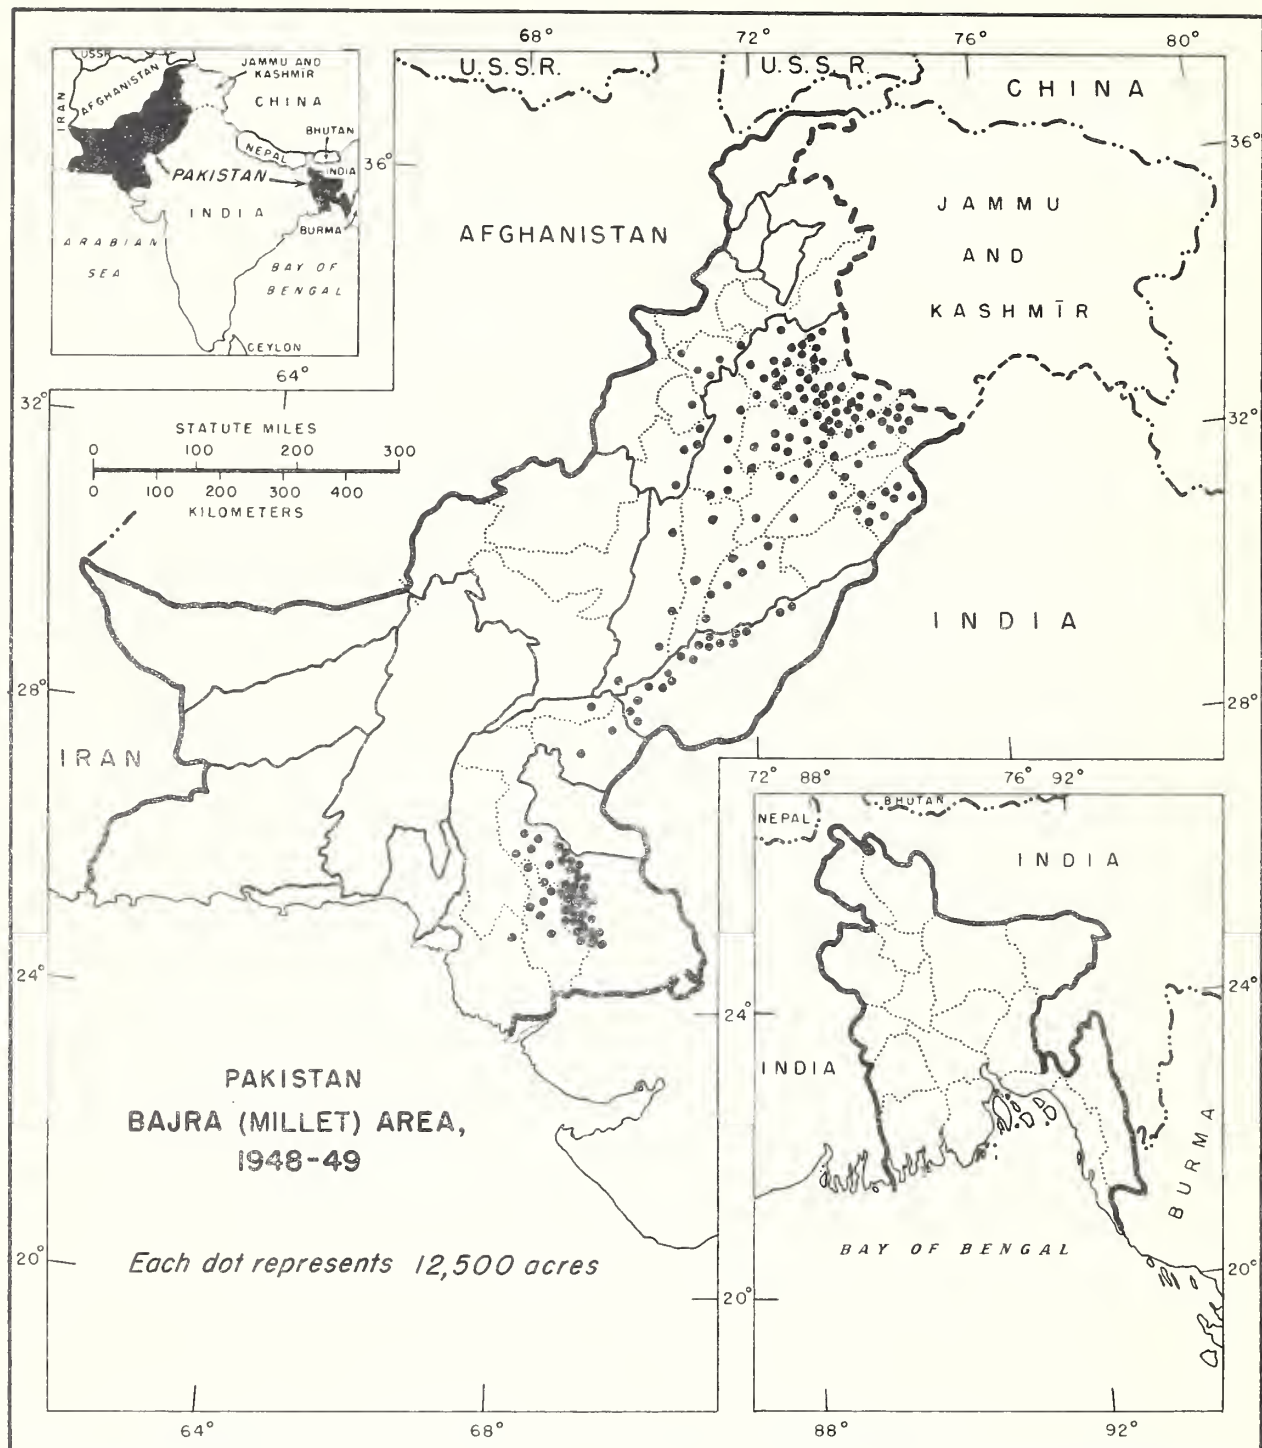 68°
72°
76°
80°
USSR
AFGHANISTAN
IRAN
JAMMU AND
KASHMIR
CHINA
BHUTAN
NEPAL
INDIA
PAKISTAN
INDIA
BURMA
ARABIAN
SEA
BAY OF
BENGAL
CEYLON
64°
36°
U.S.S.R.
U.S.S.R.
CHINA
36°
AFGHANISTAN
JAMMU
AND
KASHMĪR
32°
32°
STATUTE MILES
0 100 200 300
0 100 200 300 400
KILOMETERS
INDIA
28°
28°
IRAN
72° 88° 76° 92°
NEPAL
BHUTAN
INDIA
24°
24°
24°
INDIA
BURMA
PAKISTAN
BAJRA (MILLET) AREA,
1948-49
BAY OF BENGAL
Each dot represents 12,500 acres
20°
20°
20°
64°
68°
88°
92°